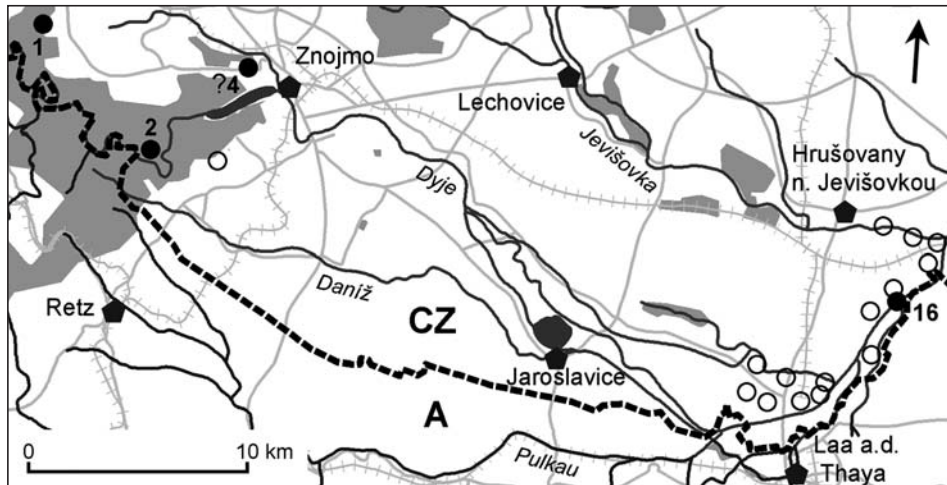 1
Znojmo
?4
Lechovice
2
Jevišovka
Hrušovany
n. Jevišovkou
Dyje
Daníž
Retz
CZ
16
Jaroslavice
A
0
10 km
Pulkau
Laa a.d.
Thaya